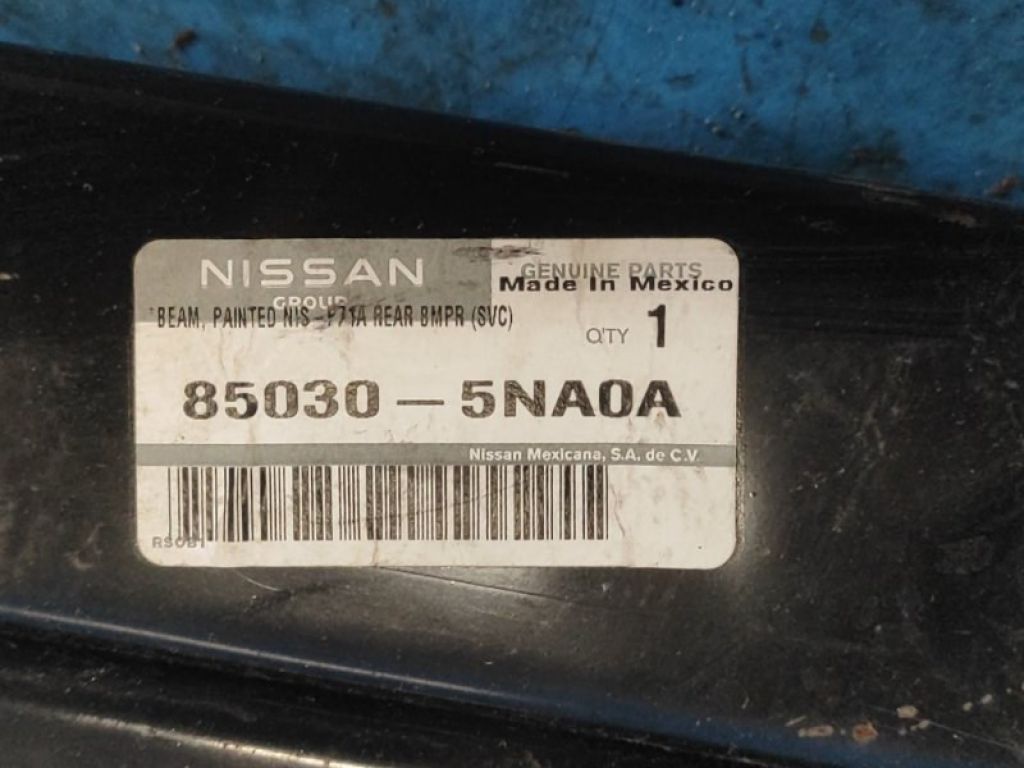 NISSAN
GROUP
GENUINE PARTS
Made In Mexico
BEAM, PAINTED NIS -P71A REAR BMPR (SVC)
Q'TY 1
85030 - 5NA0A
Nissan Mexicana, S.A. de C.V.